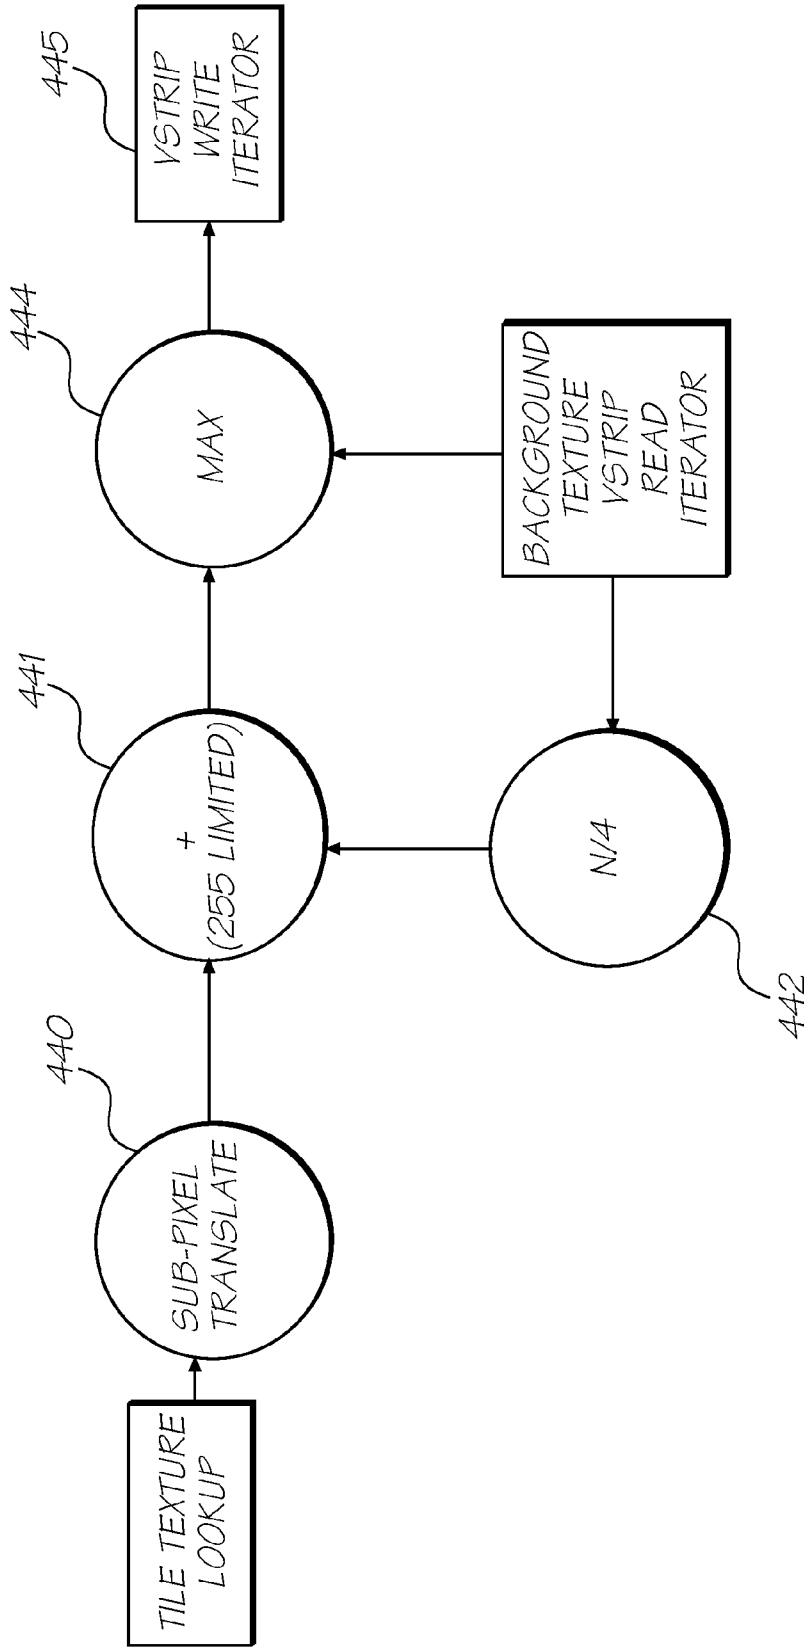 TILE TEXTURE
LOOKUP
440
SUB-PIXEL
TRANSLATE
441
+
(255 LIMITED)
444
MAX
445
VSTRIP
WRITE
ITERATOR
442
N/4
BACKGROUND
TEXTURE
VSTRIP
READ
ITERATOR